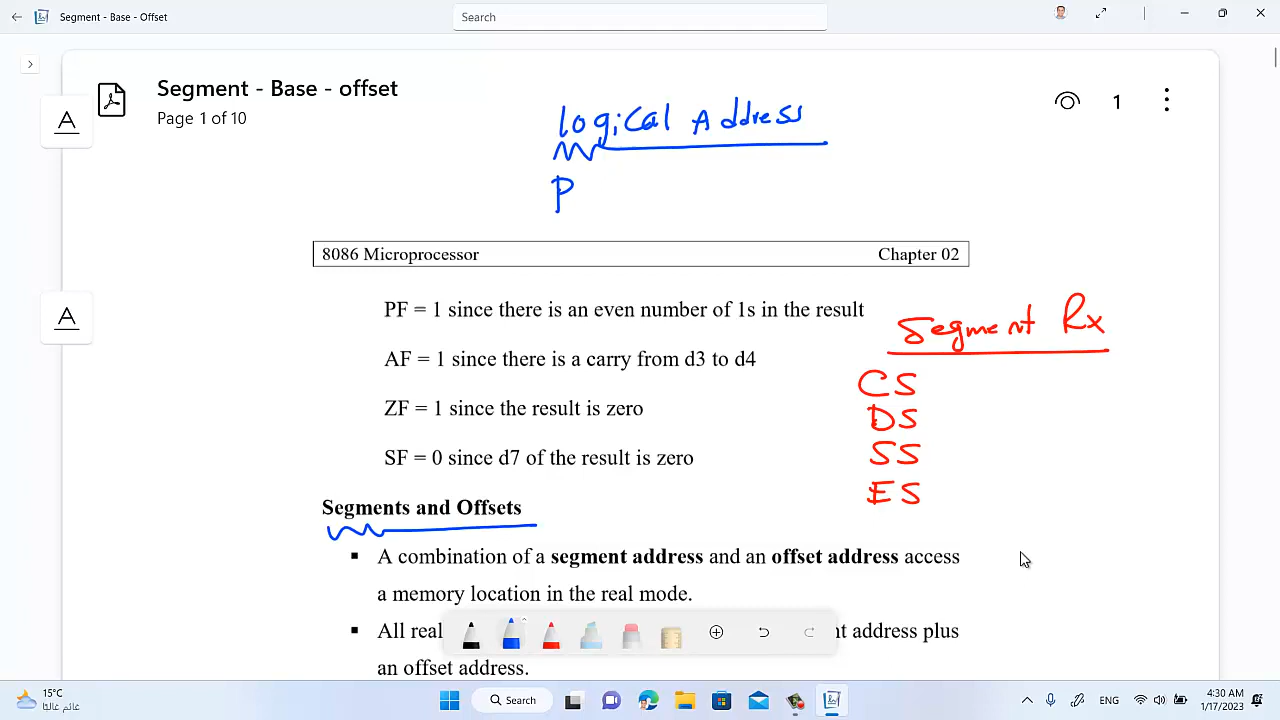 Segment - Base - Offset
Search
Segment - Base - offset
Page 1 of 10
1
A
Logical Address
P
8086 Microprocessor Chapter 02
PF = 1 since there is an even number of 1s in the result
AF = 1 since there is a carry from d3 to d4
ZF = 1 since the result is zero
SF = 0 since d7 of the result is zero
A
Segment Rx
CS
DS
SS
ES
Segments and Offsets
▪ A combination of a segment address and an offset address access
a memory location in the real mode.
▪ All real nt address plus
an offset address.
15°C
غائم غالبًا
Search
ENG
4:30 AM
1/17/2023